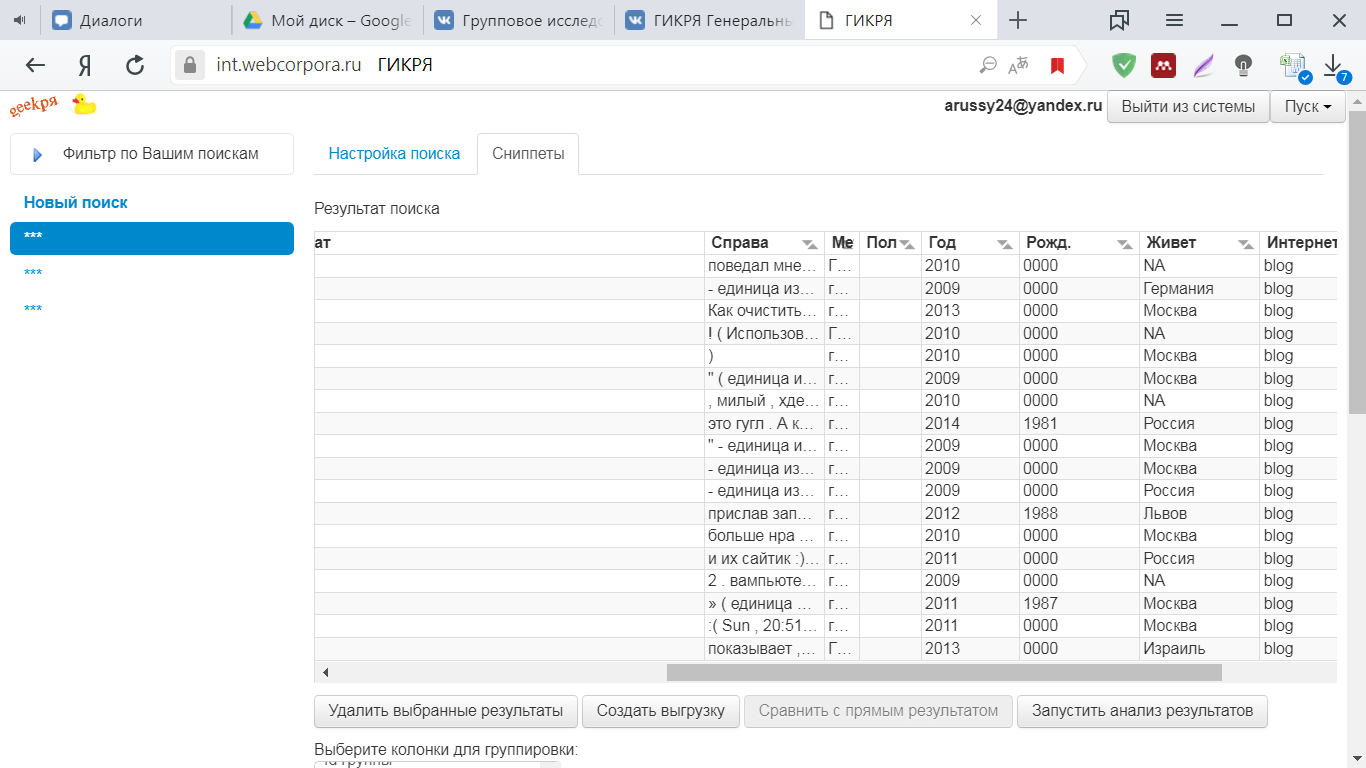 Диалоги Мой диск – Google Групповое исследо ГИКРЯ Генеральны ГИКРЯ
Я int.webcorpora.ru ГИКРЯ 7
geekря arussy24@yandex.ru Выйти из системы Пуск
Фильтр по Вашим поискам Настройка поиска Сниппеты
Новый поиск
***
***
***
Результат поиска
ат Справа Ме Пол Год Рожд. Живет Интернет
поведал мне... Г... 2010 0000 NA blog
- единица из... г... 2009 0000 Германия blog
Как очистить... г... 2013 0000 Москва blog
! ( Использов... Г... 2010 0000 NA blog
) г... 2010 0000 Москва blog
" ( единица и... г... 2009 0000 Москва blog
, милый , хде... г... 2010 0000 NA blog
это гугл . А к... г... 2014 1981 Россия blog
" - единица и... г... 2009 0000 Москва blog
- единица из... г... 2009 0000 Москва blog
- единица из... г... 2009 0000 Россия blog
прислав зап... г... 2012 1988 Львов blog
больше нра ... г... 2010 0000 Москва blog
и их сайтик :)... г... 2011 0000 Россия blog
2 . вампьюте... г... 2009 0000 NA blog
» ( единица ... г... 2011 1987 Москва blog
:( Sun , 20:51... г... 2011 0000 Москва blog
показывает ,... Г... 2013 0000 Израиль blog
Удалить выбранные результаты Создать выгрузку Сравнить с прямым результатом Запустить анализ результатов
Выберите колонки для группировки: